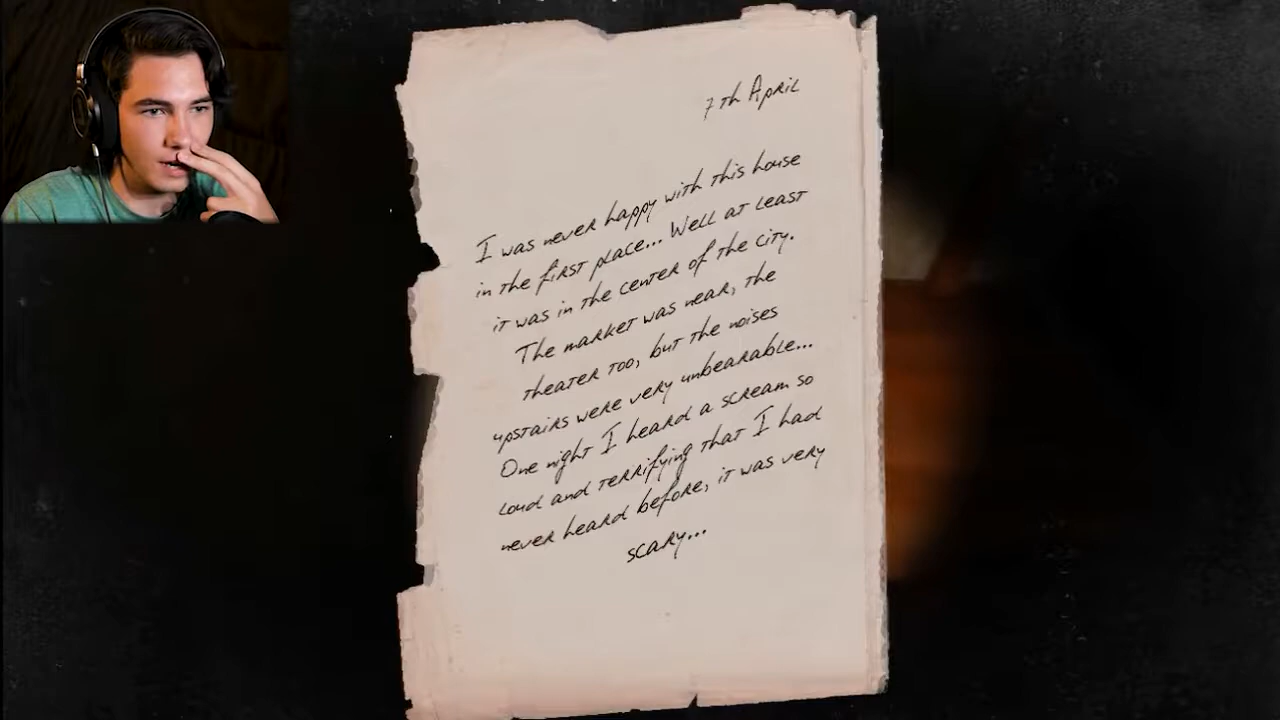 7th April
I was never happy with this house
in the first place... Well at least
it was in the center of the city.
The market was near, the
theater too, but the noises
upstairs were very unbearable...
One night I heard a scream so
loud and terrifying that I had
never heard before, it was very
scary...